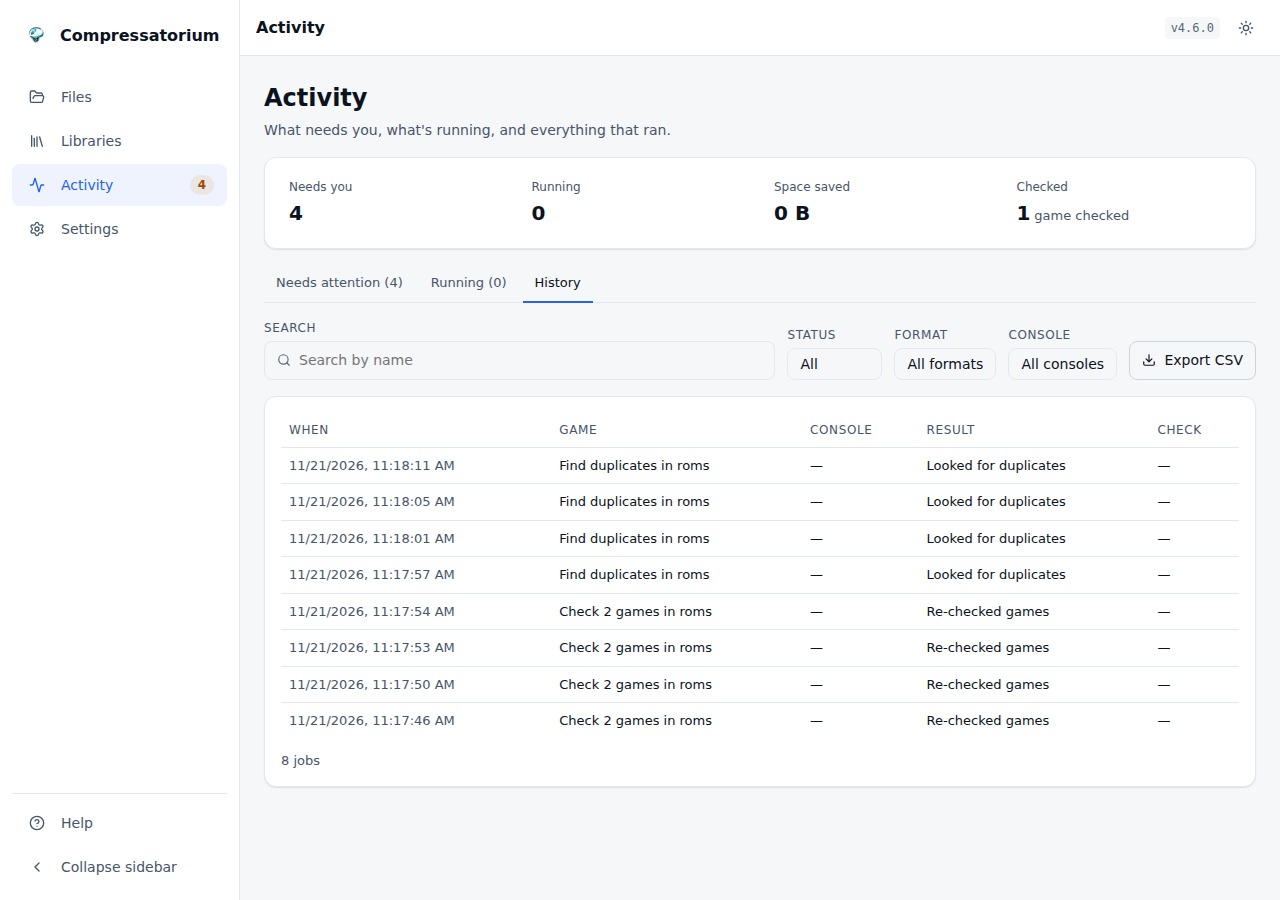 Compressatorium
Activity
v4.6.0
Files
Libraries
Activity 4
Settings
Help
Collapse sidebar
Activity
What needs you, what's running, and everything that ran.
Needs you Running Space saved Checked
4 0 0 B 1 game checked
Needs attention (4) Running (0) History
SEARCH STATUS FORMAT CONSOLE
Search by name All All formats All consoles Export CSV
WHEN GAME CONSOLE RESULT CHECK
11/21/2026, 11:18:11 AM Find duplicates in roms — Looked for duplicates —
11/21/2026, 11:18:05 AM Find duplicates in roms — Looked for duplicates —
11/21/2026, 11:18:01 AM Find duplicates in roms — Looked for duplicates —
11/21/2026, 11:17:57 AM Find duplicates in roms — Looked for duplicates —
11/21/2026, 11:17:54 AM Check 2 games in roms — Re-checked games —
11/21/2026, 11:17:53 AM Check 2 games in roms — Re-checked games —
11/21/2026, 11:17:50 AM Check 2 games in roms — Re-checked games —
11/21/2026, 11:17:46 AM Check 2 games in roms — Re-checked games —
8 jobs